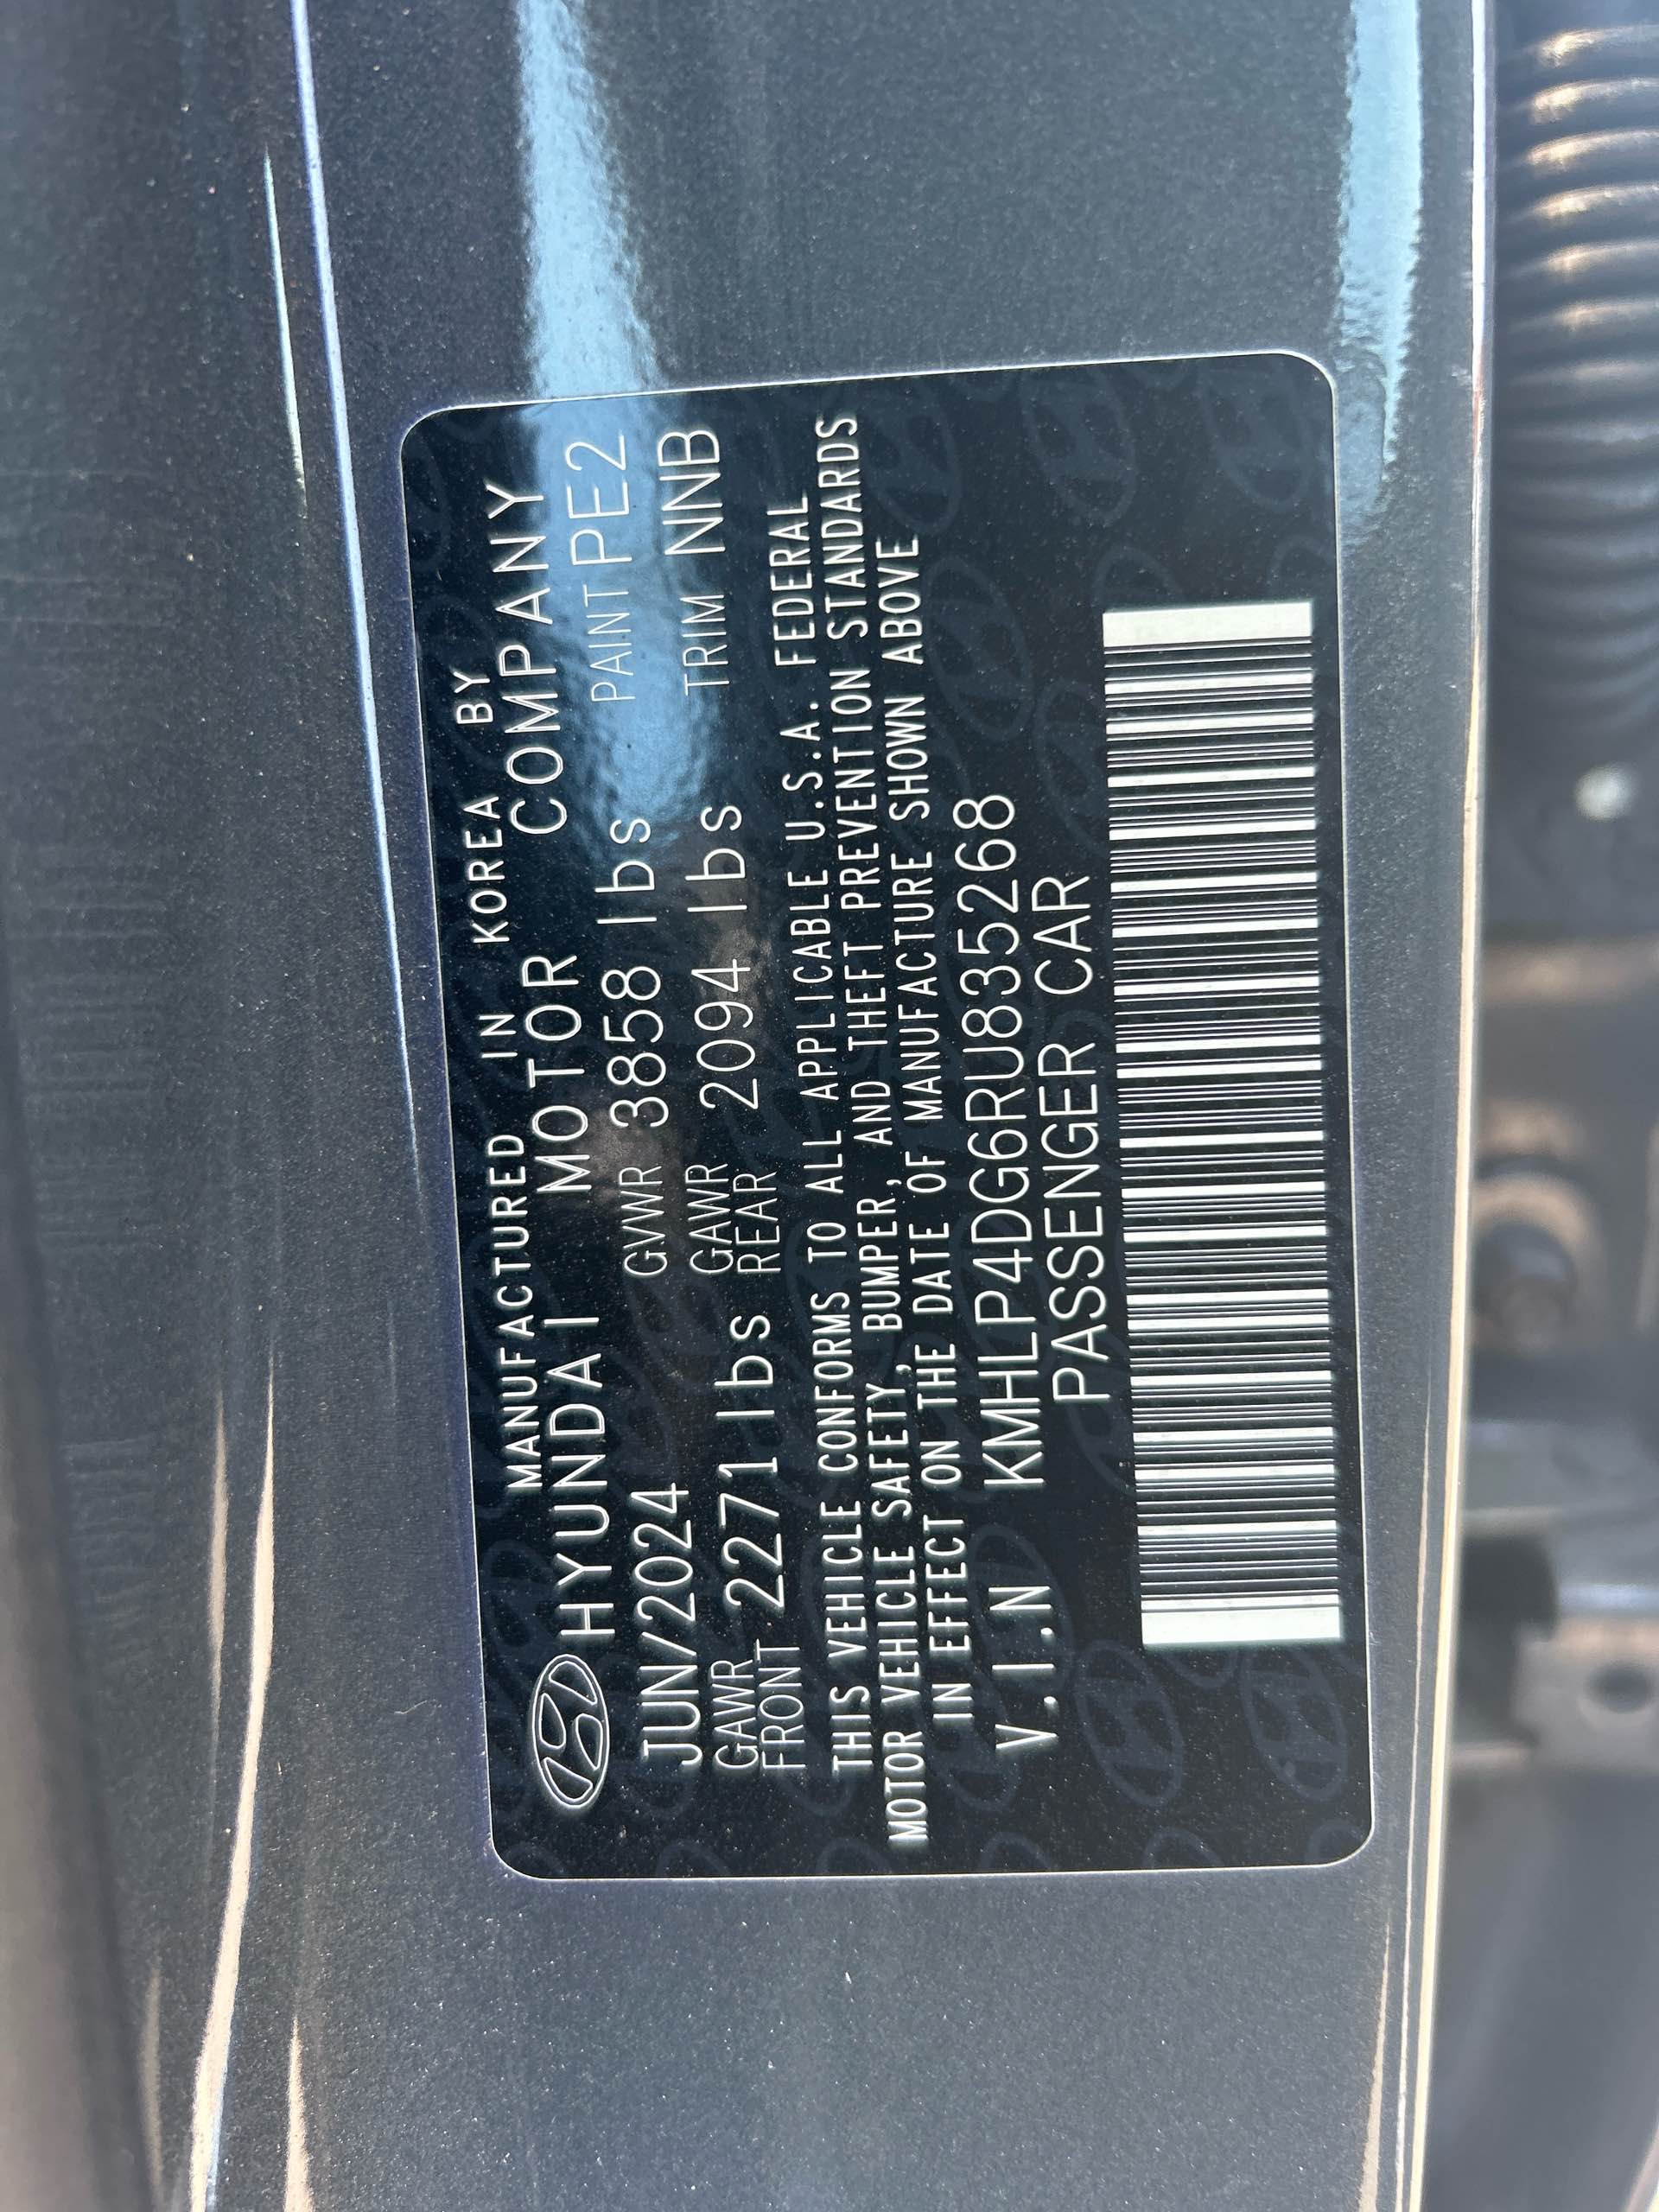 MANUFACTURED IN KOREA BY
HYUNDAI MOTOR COMPANY
JUN/2024 GVWR 3858 lbs PAINT PE2
GAWR FRONT 2271 lbs GAWR REAR 2094 lbs TRIM NNB
THIS VEHICLE CONFORMS TO ALL APPLICABLE U.S.A. FEDERAL
MOTOR VEHICLE SAFETY, BUMPER, AND THEFT PREVENTION STANDARDS
IN EFFECT ON THE DATE OF MANUFACTURE SHOWN ABOVE
V.I.N KMHLP4DG6RU835268
PASSENGER CAR